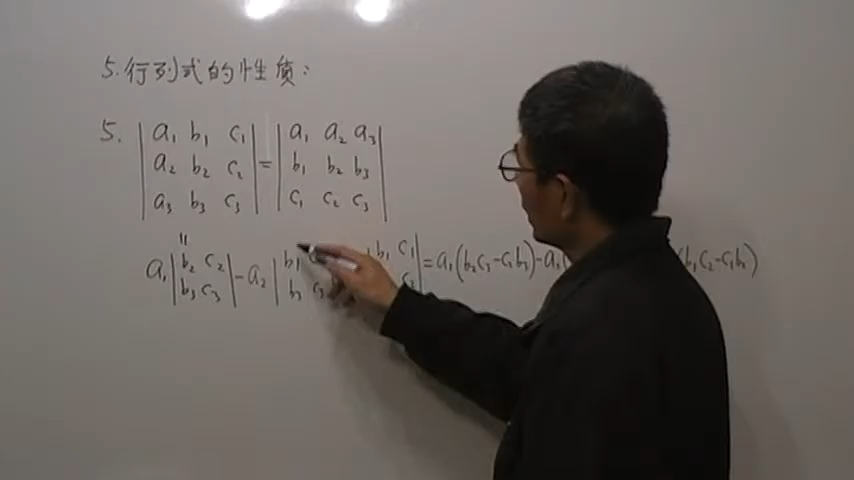 5.行列式的性质:
5. | a₁ b₁ c₁ | = | a₁ a₂ a₃ |
| a₂ b₂ c₂ | | b₁ b₂ b₃ |
| a₃ b₃ c₃ | | c₁ c₂ c₃ |
=
a₁ | b₂ c₂ | - a₂ | b₁ | b₁ c₁ | = a₁(b₂c₃-c₂b₃)-a₂( (b₁c₂-c₁b₂)
| b₃ c₃ | | b₃ c₃ c₂ |